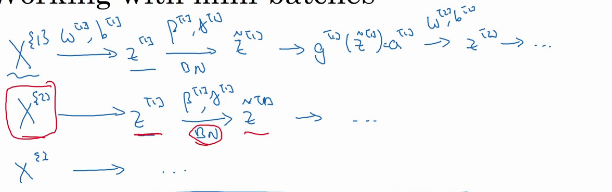 Working with mini-batches
X^{1} ω^[1], b^[1] → z^[1] β^[1], γ^[1] → BN z̃^[1] → g^[1](z̃^[1]) = a^[1] → ω^[2], b^[2] z^[2] → ...
X^{2} → z^[1] β^[1], γ^[1] → BN z̃^[1] → ...
X^{3} → ...